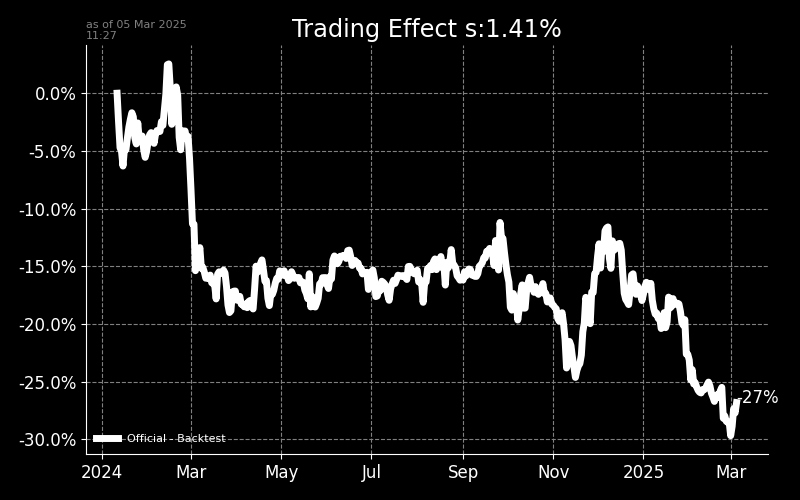 as of 05 Mar 2025
11:27
Trading Effect s:1.41%
0.0%
-5.0%
-10.0%
-15.0%
-20.0%
-25.0%
-30.0%
-27%
Official - Backtest
2024 Mar May Jul Sep Nov 2025 Mar